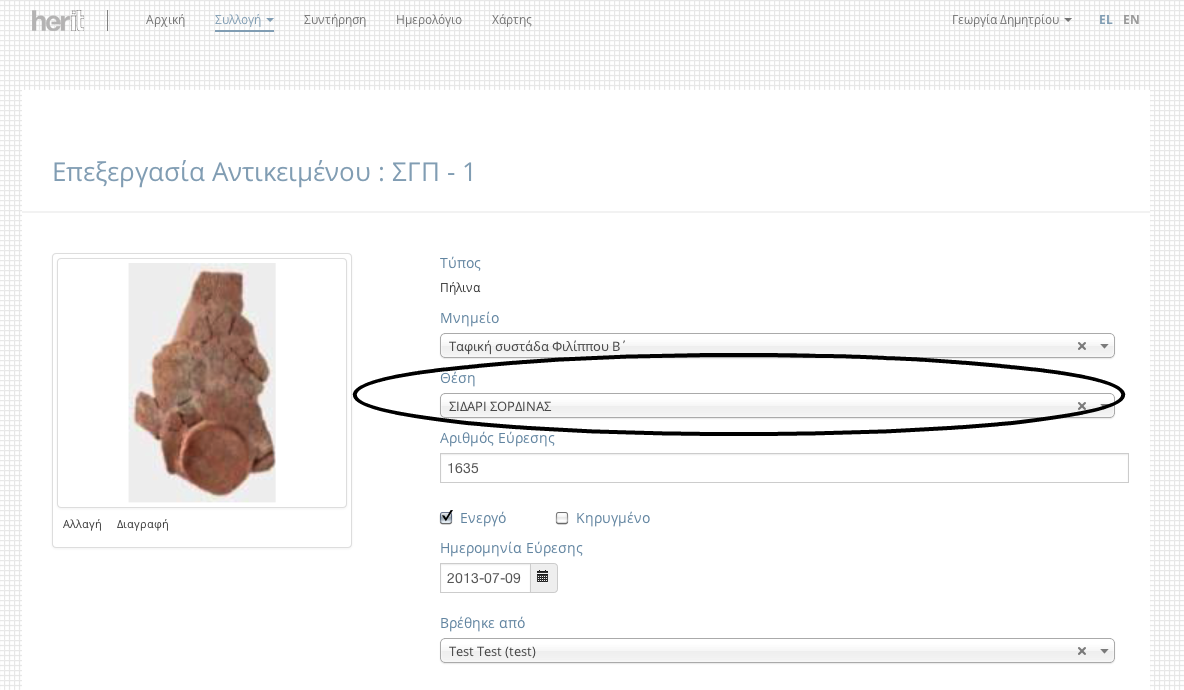 herit
Αρχική
Συλλογή
Συντήρηση
Ημερολόγιο
Χάρτης
Γεωργία Δημητρίου
EL EN
Επεξεργασία Αντικειμένου : ΣΓΠ - 1
Τύπος
Πήλινα
Μνημείο
Ταφική συστάδα Φιλίππου Β΄
Θέση
ΣΙΔΑΡΙ ΣΟΡΔΙΝΑΣ
Αριθμός Εύρεσης
1635
Ενεργό
Κηρυγμένο
Ημερομηνία Εύρεσης
2013-07-09
Βρέθηκε από
Test Test (test)
Αλλαγή
Διαγραφή